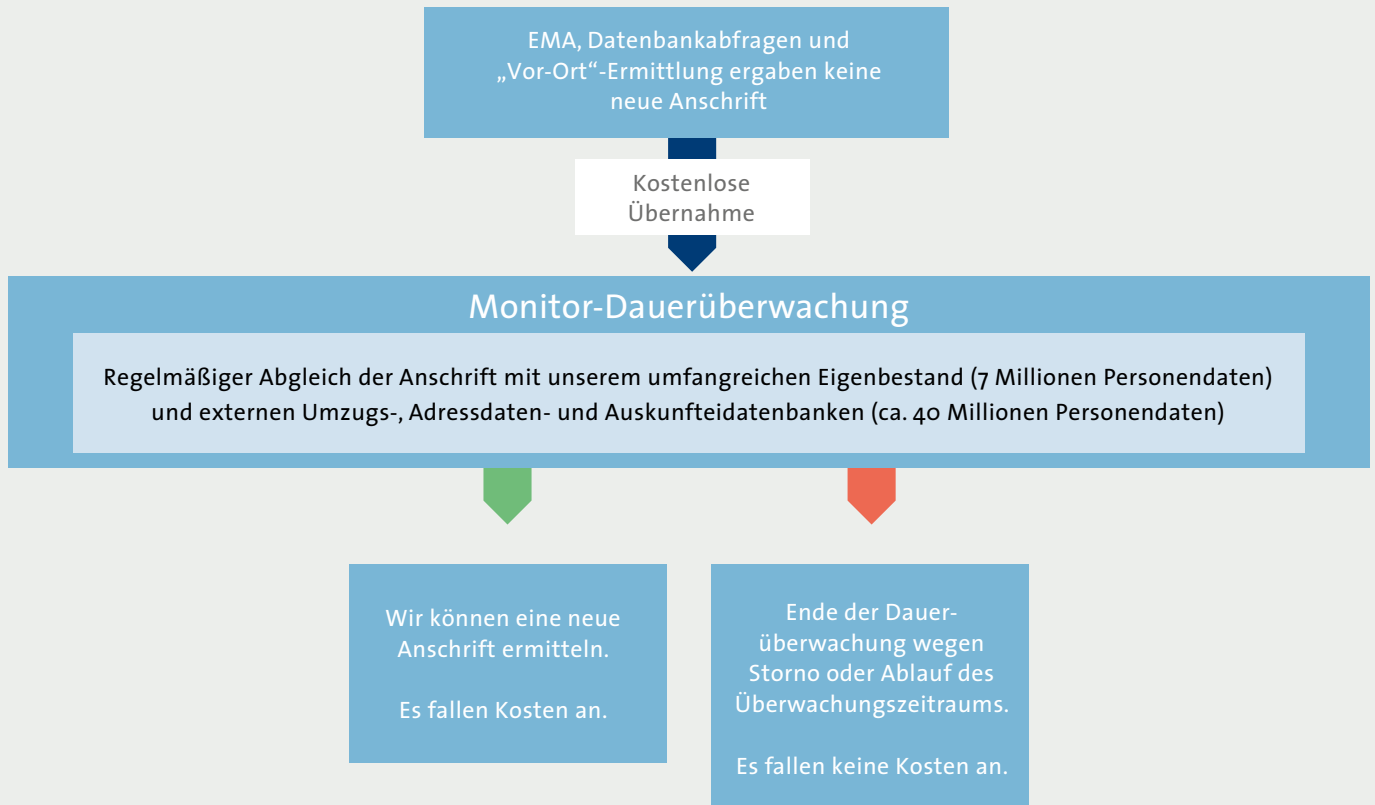 EMA, Datenbankabfragen und
„Vor-Ort“-Ermittlung ergaben keine
neue Anschrift
Kostenlose
Übernahme
Monitor-Dauerüberwachung
Regelmäßiger Abgleich der Anschrift mit unserem umfangreichen Eigenbestand (7 Millionen Personendaten)
und externen Umzugs-, Adressdaten- und Auskunfteidatenbanken (ca. 40 Millionen Personendaten)
Wir können eine neue
Anschrift ermitteln.
Es fallen Kosten an.
Ende der Dauer-
überwachung wegen
Storno oder Ablauf des
Überwachungszeitraums.
Es fallen keine Kosten an.